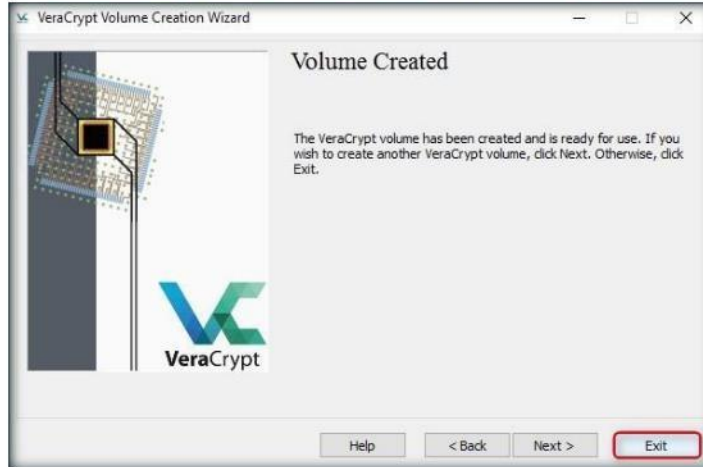 VeraCrypt Volume Creation Wizard
Volume Created
The VeraCrypt volume has been created and is ready for use. If you
wish to create another VeraCrypt volume, click Next. Otherwise, click
Exit.
VeraCrypt
Help
< Back
Next >
Exit